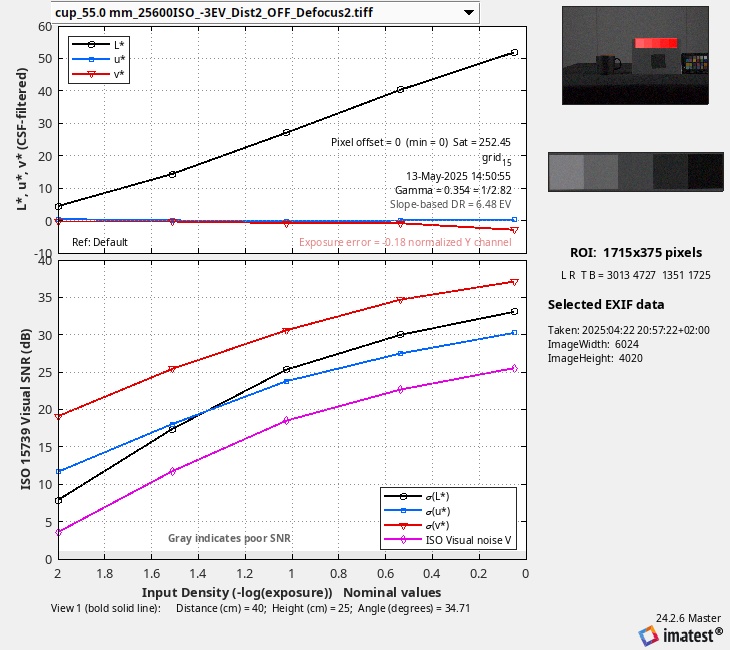 cup_55.0 mm_25600ISO_-3EV_Dist2_OFF_Defocus2.tiff
L*, u*, v* (CSF-filtered)
60
50
40
30
20
10
0
-10
L*
u*
v*
Pixel offset = 0 (min = 0) Sat = 252.45
grid15
13-May-2025 14:50:55
Gamma = 0.354 = 1/2.82
Slope-based DR = 6.48 EV
Ref: Default
Exposure error = -0.18 normalized Y channel
ISO 15739 Visual SNR (dB)
40
35
30
25
20
15
10
5
0
σ(L*)
σ(u*)
σ(v*)
ISO Visual noise V
Gray indicates poor SNR
2 1.8 1.6 1.4 1.2 1 0.8 0.6 0.4 0.2 0
Input Density (-log(exposure)) Nominal values
View 1 (bold solid line): Distance (cm) = 40; Height (cm) = 25; Angle (degrees) = 34.71
ROI: 1715x375 pixels
L R T B = 3013 4727 1351 1725
Selected EXIF data
Taken: 2025:04:22 20:57:22+02:00
ImageWidth: 6024
ImageHeight: 4020
24.2.6 Master
imatest®